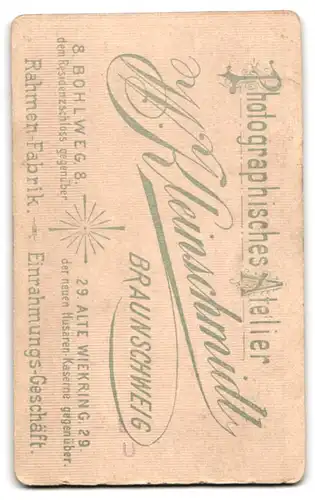 Photographisches Atelier
W. Kleinschmidt
BRAUNSCHWEIG
8. BOHLWEG 8.
dem Residenzschloss gegenüber
29 ALTE WIEKRING. 29.
der neuen Husaren Kaserne gegenüber.
Rahmen-Fabrik. — Einrahmungs-Geschäft.